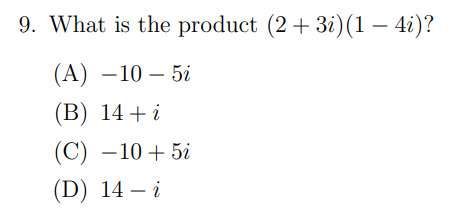 9. What is the product (2 + 3i)(1 − 4i)?
(A) −10 − 5i
(B) 14 + i
(C) −10 + 5i
(D) 14 − i